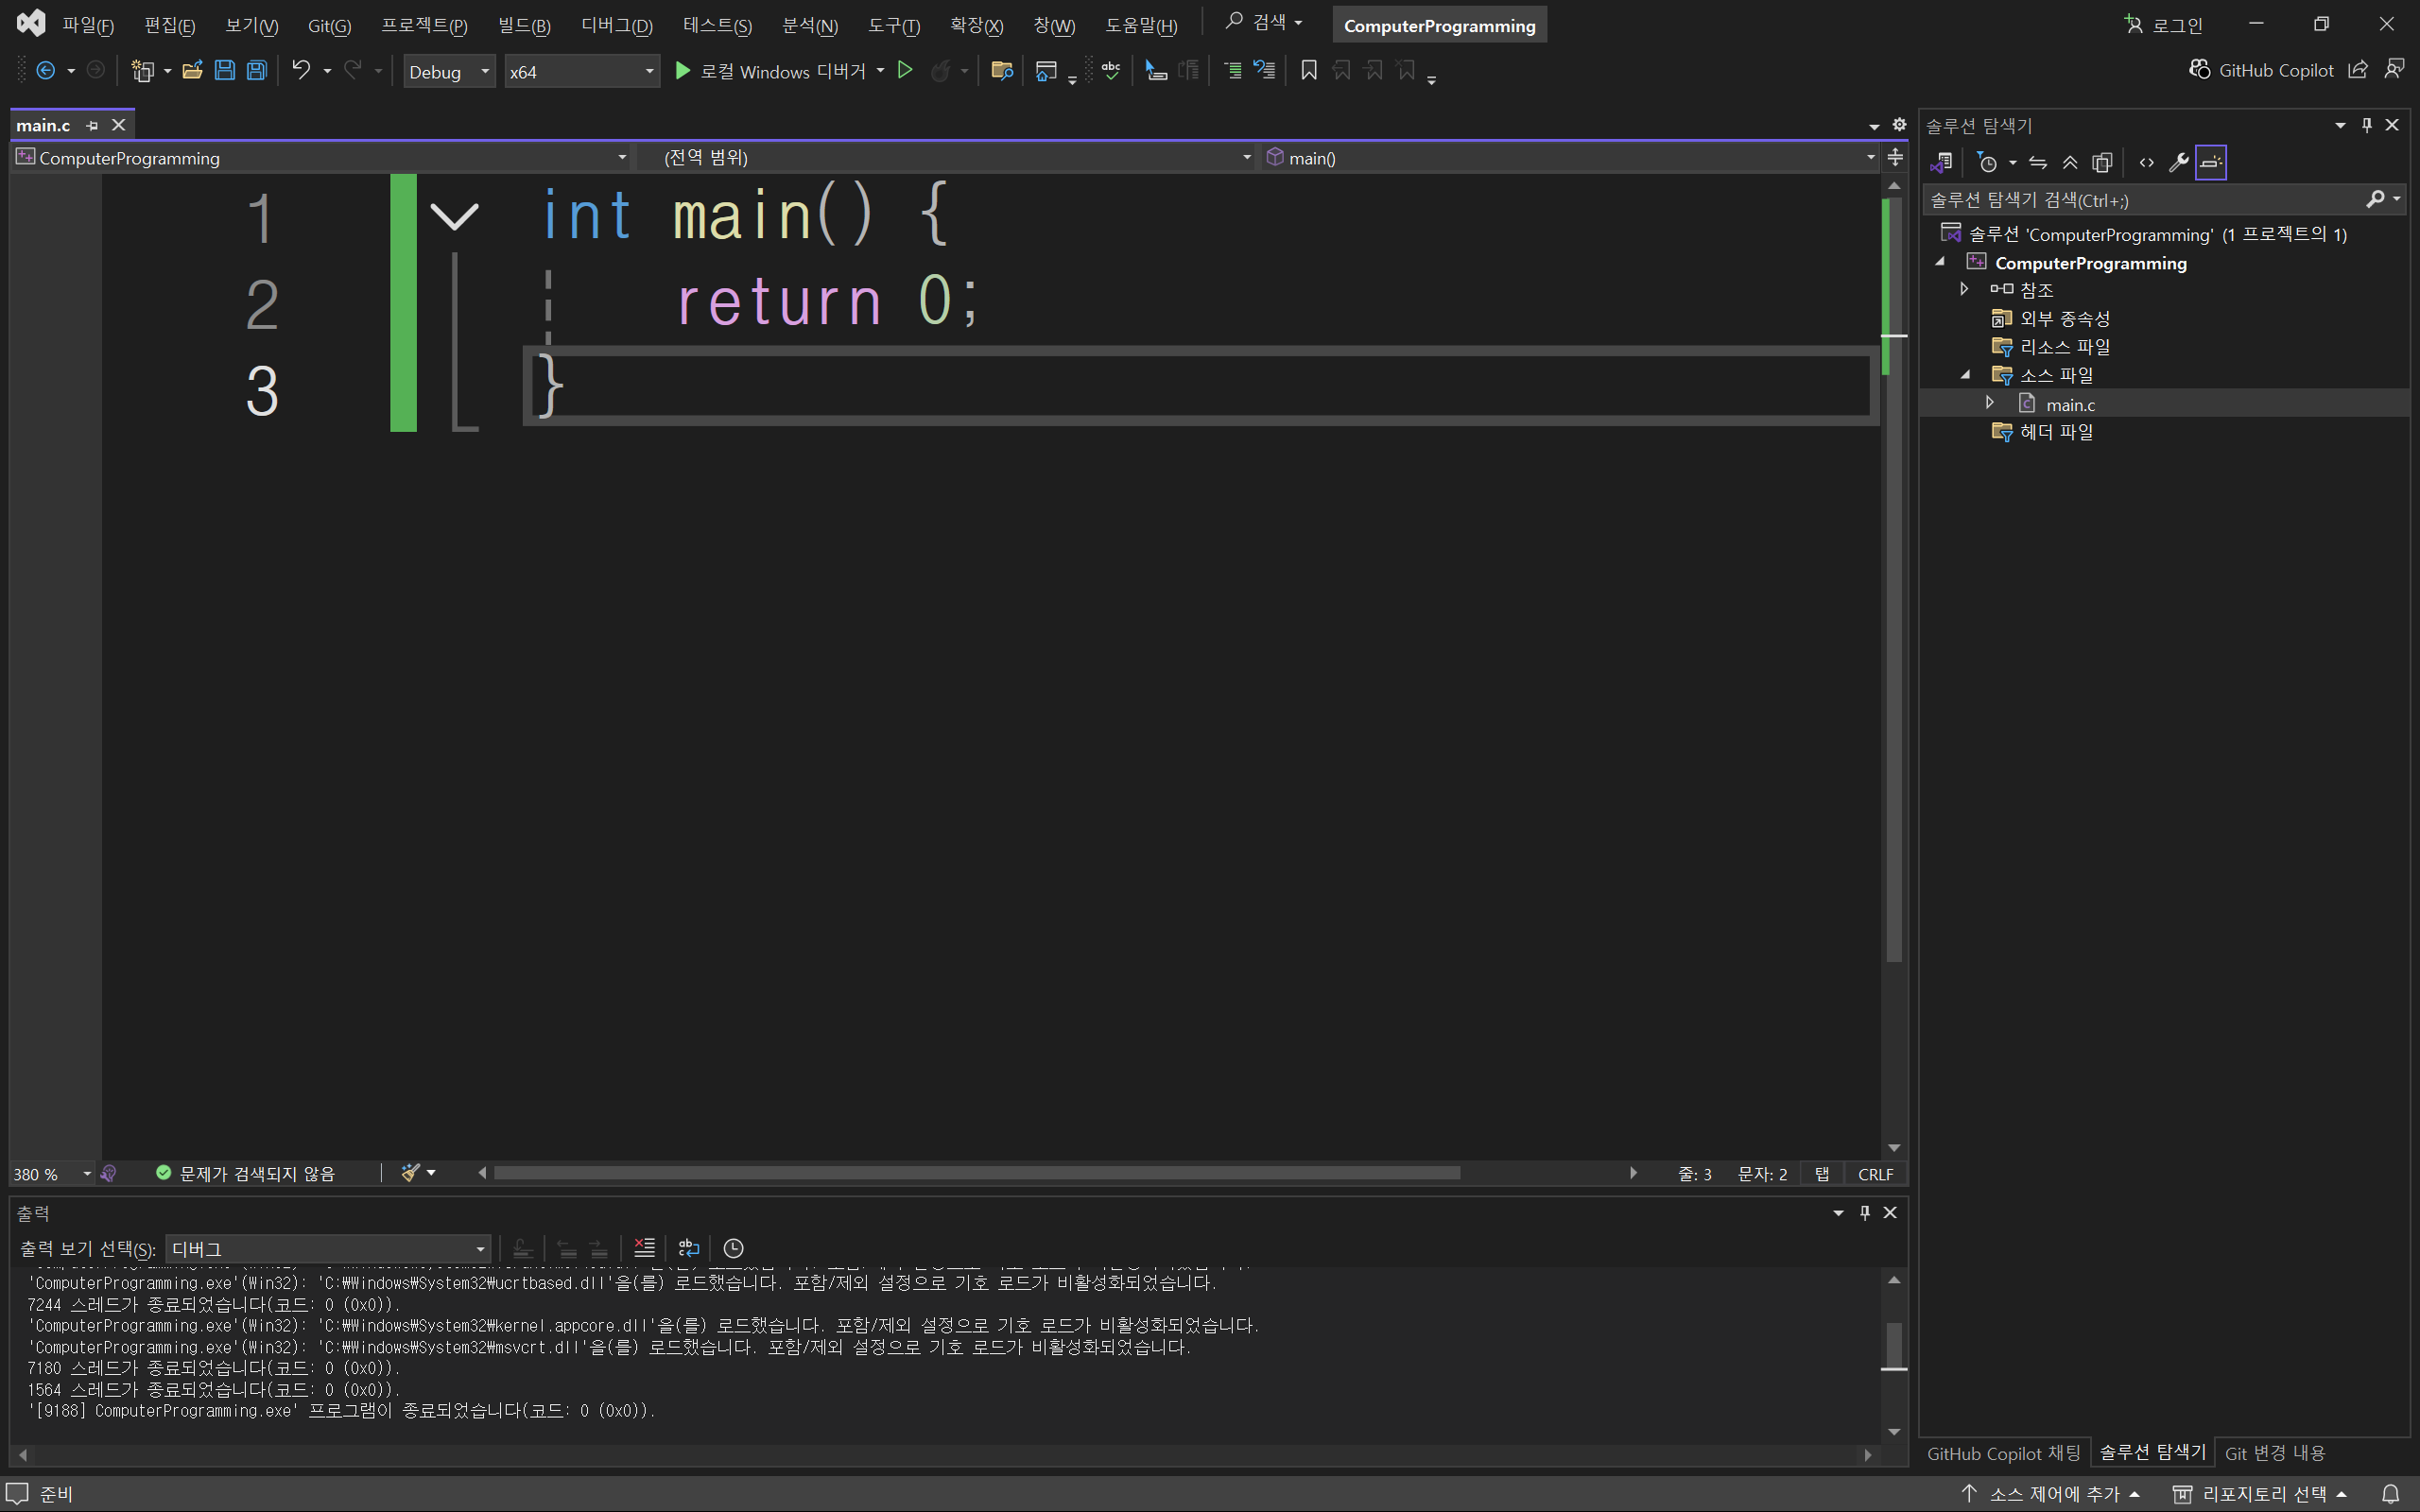 파일(F) 편집(E) 보기(V) Git(G) 프로젝트(P) 빌드(B) 디버그(D) 테스트(S) 분석(N) 도구(T) 확장(X) 창(W) 도움말(H) 검색 ComputerProgramming 로그인
Debug x64 로컬 Windows 디버거 abc GitHub Copilot
main.c
ComputerProgramming (전역 범위) main()
1 int main() {
2 return 0;
3 }
380 % 문제가 검색되지 않음 줄: 3 문자: 2 탭 CRLF
출력
출력 보기 선택(S): 디버그
'ComputerProgramming.exe'(Win32): 'C:₩Windows₩System32₩ucrtbased.dll'을(를) 로드했습니다. 포함/제외 설정으로 기호 로드가 비활성화되었습니다.
7244 스레드가 종료되었습니다(코드: 0 (0x0)).
'ComputerProgramming.exe'(Win32): 'C:₩Windows₩System32₩kernel.appcore.dll'을(를) 로드했습니다. 포함/제외 설정으로 기호 로드가 비활성화되었습니다.
'ComputerProgramming.exe'(Win32): 'C:₩Windows₩System32₩msvcrt.dll'을(를) 로드했습니다. 포함/제외 설정으로 기호 로드가 비활성화되었습니다.
7180 스레드가 종료되었습니다(코드: 0 (0x0)).
1564 스레드가 종료되었습니다(코드: 0 (0x0)).
'[9188] ComputerProgramming.exe' 프로그램이 종료되었습니다(코드: 0 (0x0)).
솔루션 탐색기
솔루션 탐색기 검색(Ctrl+;)
솔루션 'ComputerProgramming' (1 프로젝트의 1)
ComputerProgramming
참조
외부 종속성
리소스 파일
소스 파일
main.c
헤더 파일
GitHub Copilot 채팅 솔루션 탐색기 Git 변경 내용
준비 소스 제어에 추가 리포지토리 선택